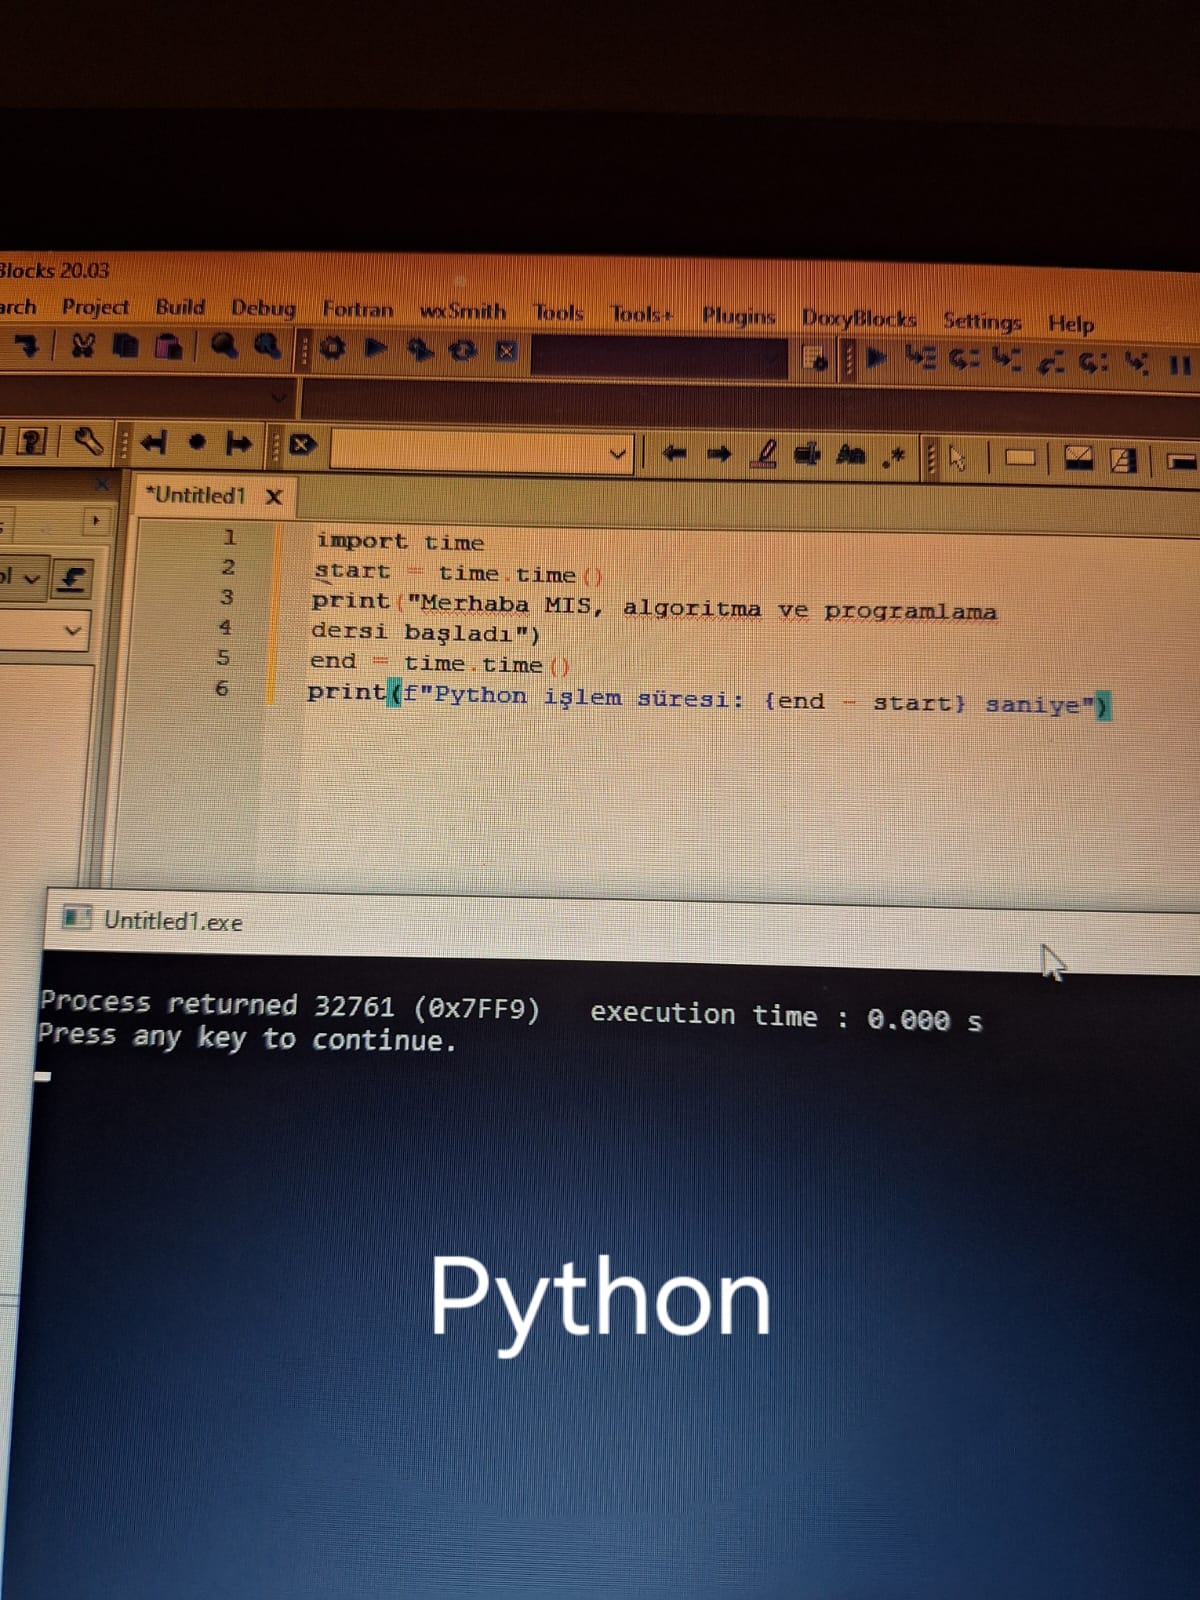 Blocks 20.03
arch Project Build Debug Fortran wxSmith Tools Tools+ Plugins DoxyBlocks Settings Help
*Untitled1 X
1 import time
2 start = time.time()
3 print("Merhaba MIS, algoritma ve programlama
4 dersi başladı")
5 end = time.time()
6 print(f"Python işlem süresi: {end - start} saniye")
Untitled1.exe
Process returned 32761 (0x7FF9) execution time : 0.000 s
Press any key to continue.
Python